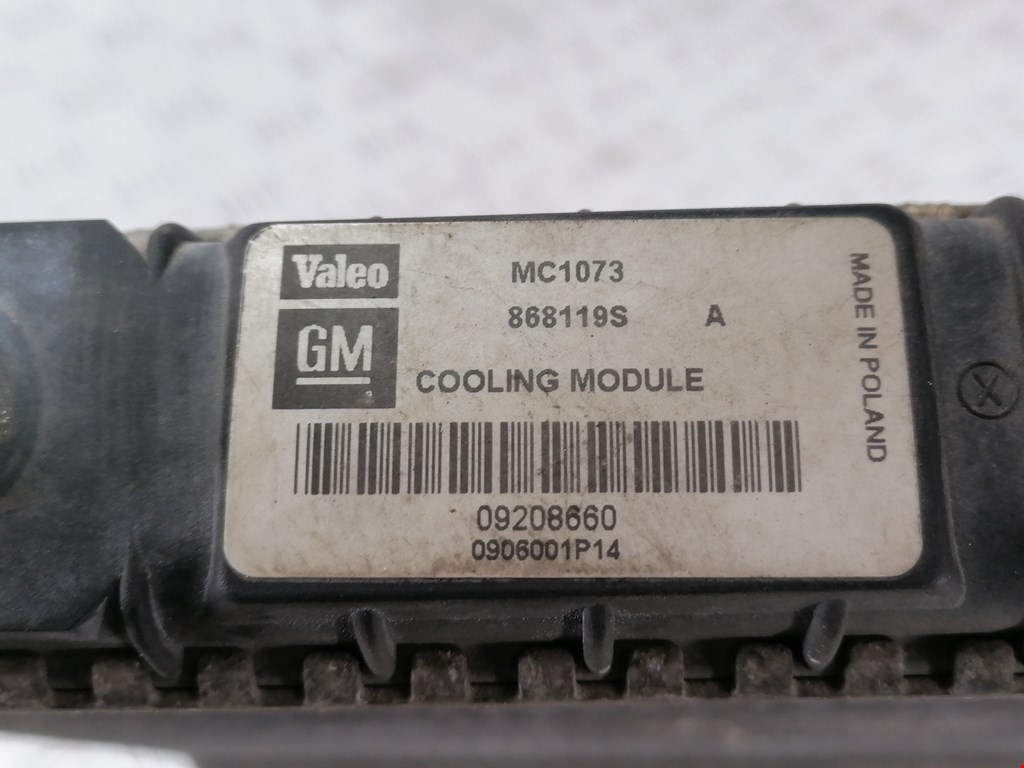 Valeo
GM
MC1073
868119S A
COOLING MODULE
09208660
0906001P14
MADE IN POLAND
X